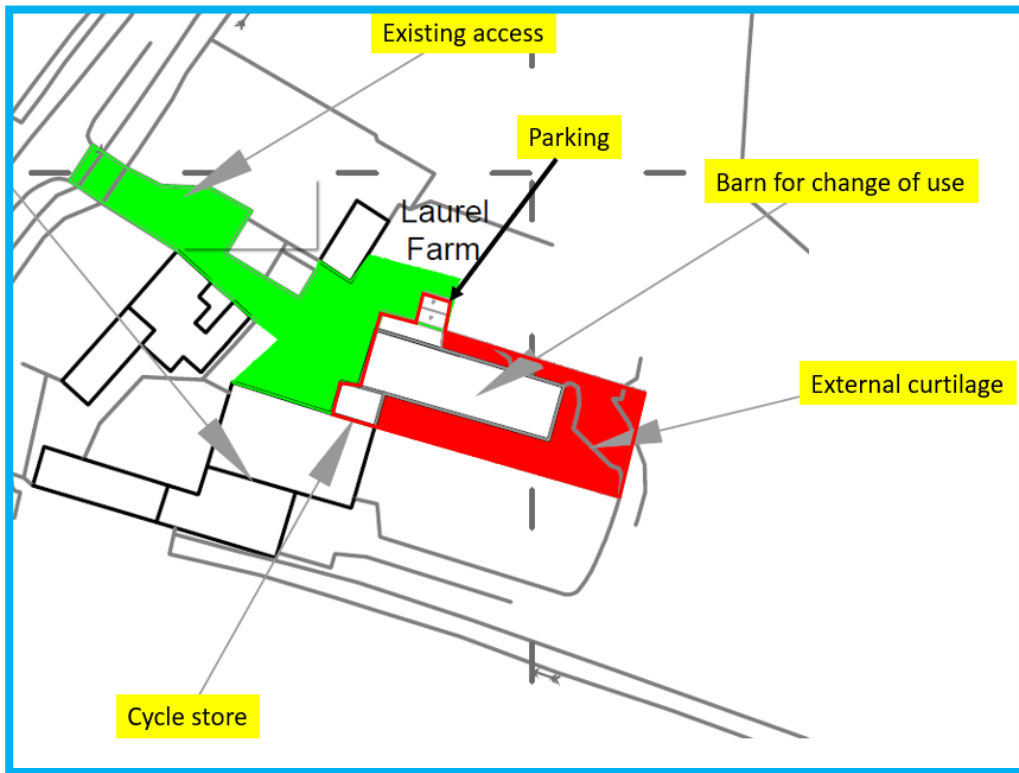 Existing access
Parking
Barn for change of use
Laurel
Farm
External curtilage
Cycle store